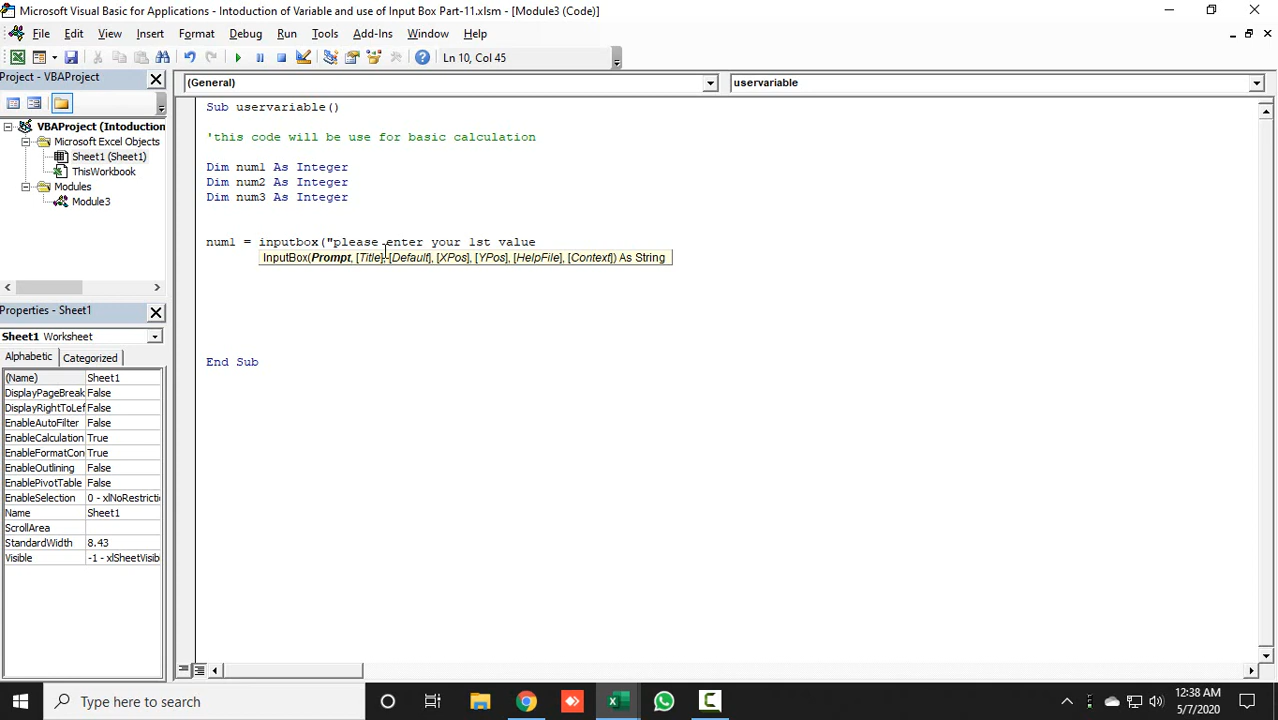 Microsoft Visual Basic for Applications - Intoduction of Variable and use of Input Box Part-11.xlsm - [Module3 (Code)]
File Edit View Insert Format Debug Run Tools Add-Ins Window Help
Ln 10, Col 45
Project - VBAProject
(General)
uservariable
VBAProject (Intoduction
Microsoft Excel Objects
Sheet1 (Sheet1)
ThisWorkbook
Modules
Module3
Sub uservariable()
'this code will be use for basic calculation
Dim num1 As Integer
Dim num2 As Integer
Dim num3 As Integer
num1 = inputbox("please enter your 1st value
InputBox(Prompt, [Title], [Default], [XPos], [YPos], [HelpFile], [Context]) As String
End Sub
Properties - Sheet1
Sheet1 Worksheet
Alphabetic Categorized
(Name) Sheet1
DisplayPageBreak False
DisplayRightToLef False
EnableAutoFilter False
EnableCalculation True
EnableFormatCon True
EnableOutlining False
EnablePivotTable False
EnableSelection 0 - xlNoRestricti
Name Sheet1
ScrollArea
StandardWidth 8.43
Visible -1 - xlSheetVisib
Type here to search
12:38 AM
5/7/2020